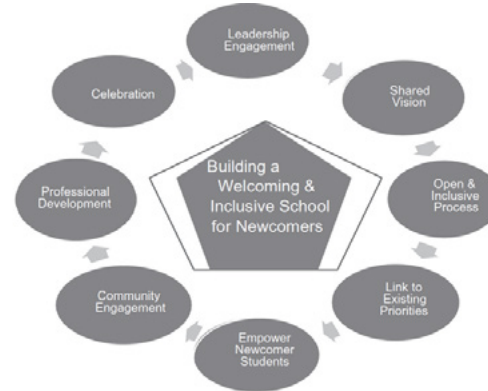 Leadership
Engagement
Shared
Vision
Open &
Inclusive
Process
Link to
Existing
Priorities
Empower
Newcomer
Students
Community
Engagement
Professional
Development
Celebration
Building a
Welcoming &
Inclusive School
for Newcomers